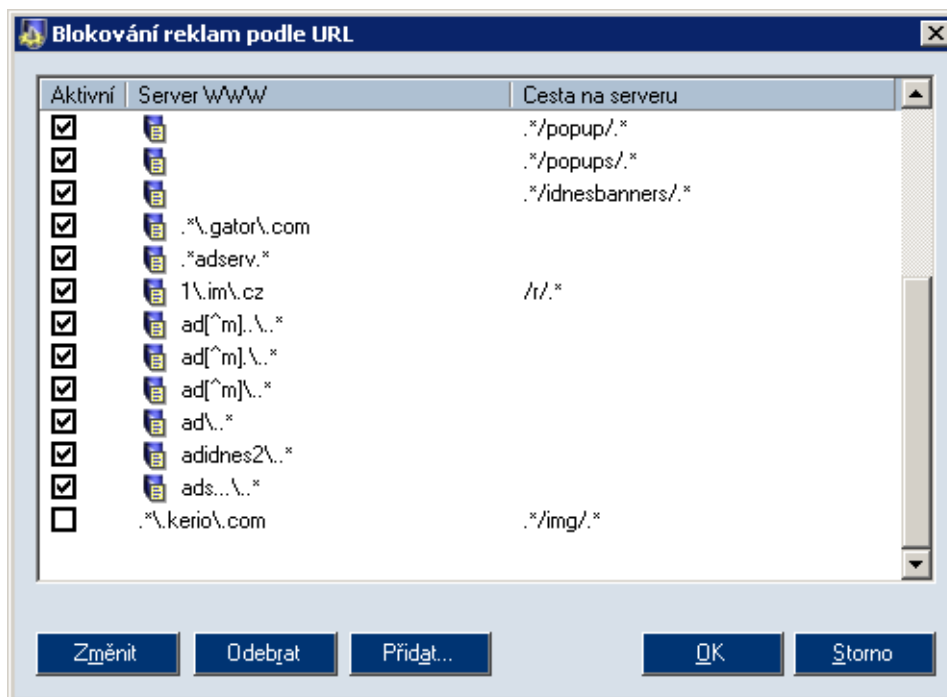 Blokování reklam podle URL
Aktivní Server WWW Cesta na serveru
.*/popup/.*
.*/popups/.*
.*/idnesbanners/.*
.*\.gator\.com
.*adserv.*
1\.im\.cz /r/.*
ad[^m]..\..*
ad[^m].\..*
ad[^m]\..*
ad\..*
adidnes2\..*
ads...\..*
.*\.kerio\.com .*/img/.*
Změnit Odebrat Přidat... OK Storno